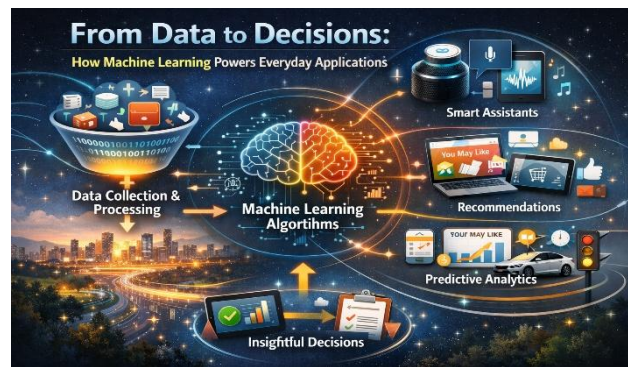 From Data to Decisions:
How Machine Learning Powers Everyday Applications
Smart Assistants
Data Collection &
Processing
Machine Learning
Algortihms
You May Like
Recommendations
YOUR MAY LIKE
Predictive Analytics
Insightful Decisions